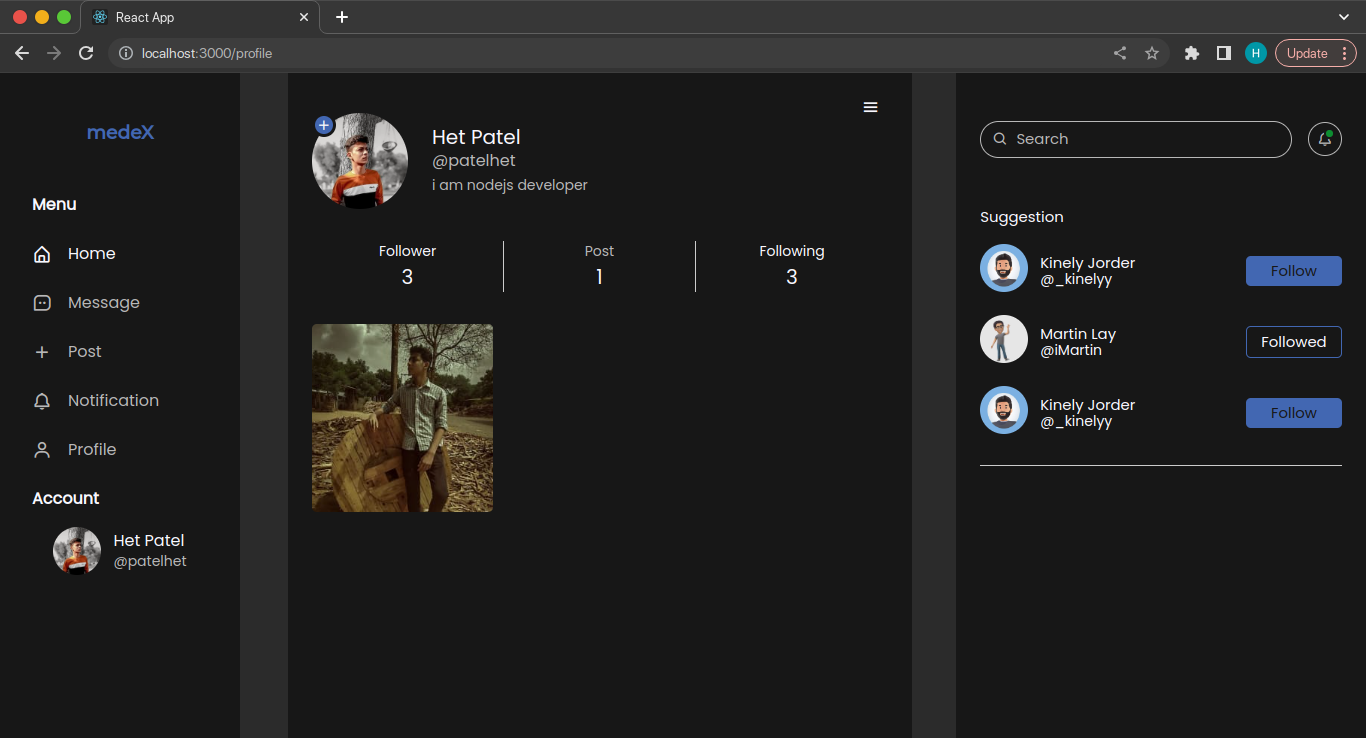 React App
localhost:3000/profile
H
Update
medeX
Menu
Home
Message
Post
Notification
Profile
Account
Het Patel
@patelhet
Het Patel
@patelhet
i am nodejs developer
Follower
3
Post
1
Following
3
Search
Suggestion
Kinely Jorder
@_kinelyy
Follow
Martin Lay
@iMartin
Followed
Kinely Jorder
@_kinelyy
Follow